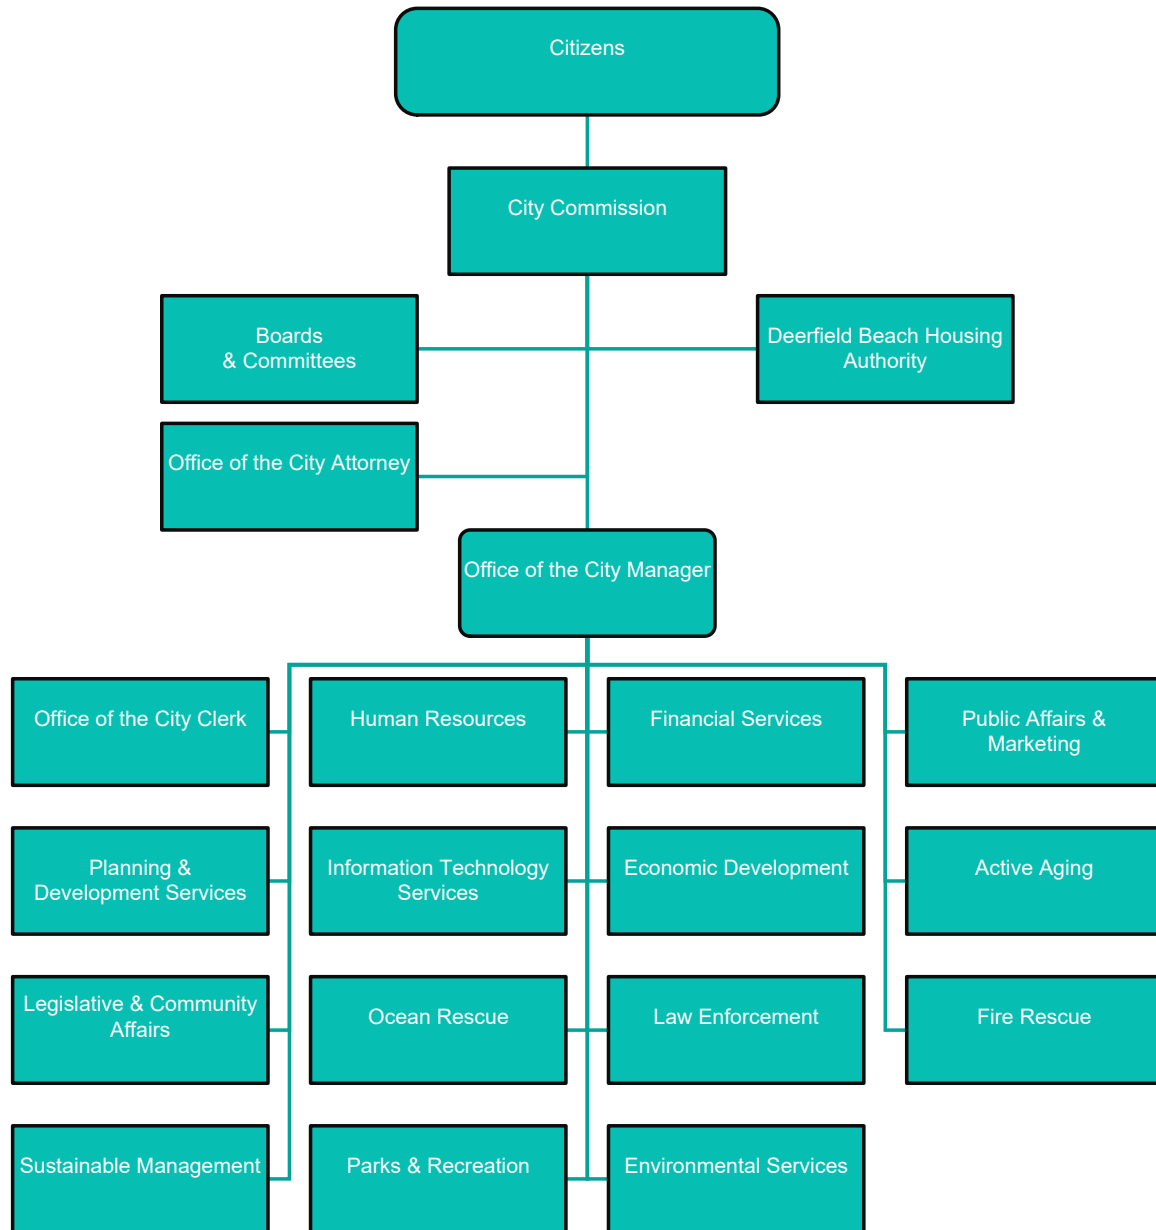 Citizens
City Commission
Boards
& Committees
Deerfield Beach Housing
Authority
Office of the City Attorney
Office of the City Manager
Office of the City Clerk
Human Resources
Financial Services
Public Affairs &
Marketing
Planning &
Development Services
Information Technology
Services
Economic Development
Active Aging
Legislative & Community
Affairs
Ocean Rescue
Law Enforcement
Fire Rescue
Sustainable Management
Parks & Recreation
Environmental Services